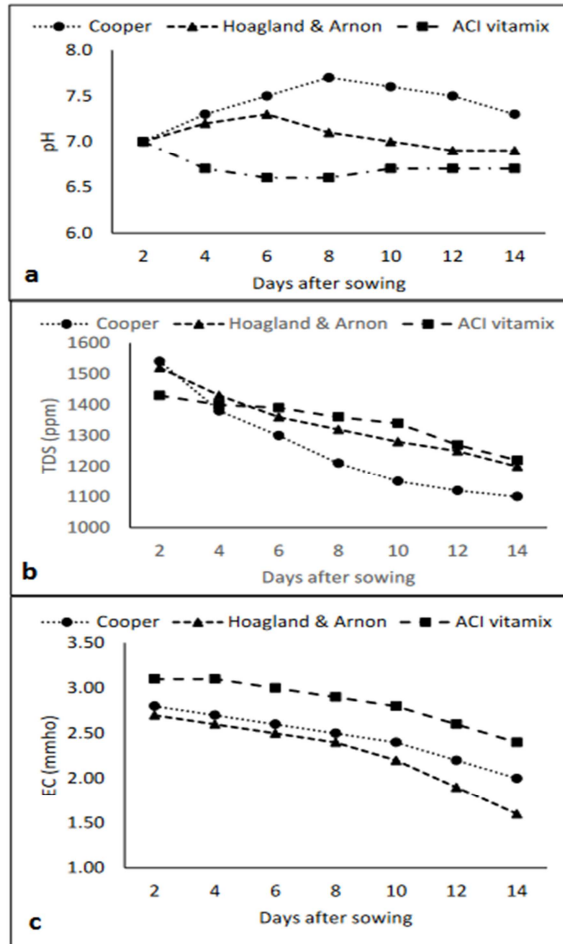 Cooper Hoagland & Arnon ACI vitamix
8.0
7.5
7.0
6.5
6.0
pH
2 4 6 8 10 12 14
Days after sowing
a
Cooper Hoagland & Arnon ACI vitamix
1600
1500
1400
1300
1200
1100
1000
TDS (ppm)
2 4 6 8 10 12 14
Days after sowing
b
Cooper Hoagland & Arnon ACI vitamix
3.50
3.00
2.50
2.00
1.50
1.00
EC (mmho)
2 4 6 8 10 12 14
Days after sowing
c